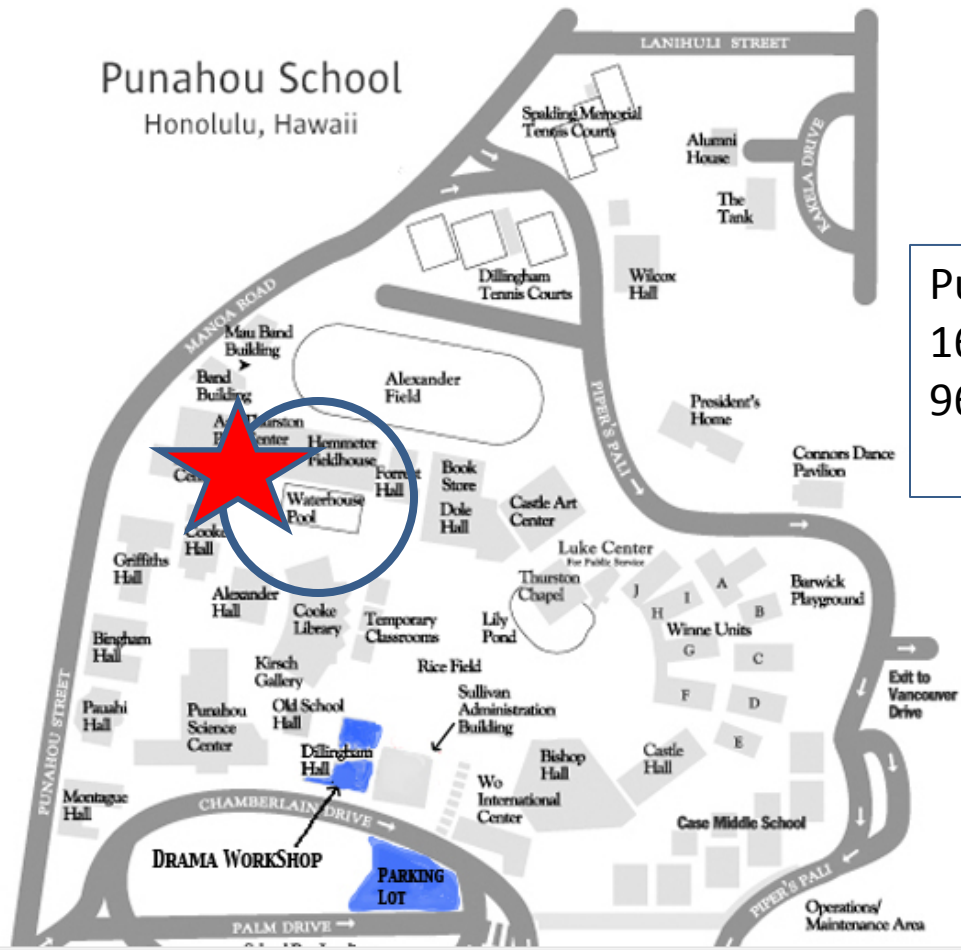 Punahou School
Honolulu, Hawaii
LANIHULI STREET
Spalding Memorial
Tennis Courts
Alumni
House
KAKELA DRIVE
The
Tank
Dillingham
Tennis Courts
Wilcox
Hall
MANOA ROAD
Mau Band
Building
Band
Building
Alexander
Field
PIPER'S PALI
President's
Home
Connors Dance
Pavilion
Hemmeter
Fieldhouse
Forrest
Hall
Book
Store
Dole
Hall
Castle Art
Center
Waterhouse
Pool
Cooke
Hall
Griffiths
Hall
Luke Center
For Public Service
Thurston
Chapel
J
I
A
H
B
Winne Units
G
C
F
D
E
Barwick
Playground
Alexander
Hall
Cooke
Library
Temporary
Classrooms
Lily
Pond
Bingham
Hall
Kirsch
Gallery
Rice Field
Exit to
Vancouver
Drive
Pauahi
Hall
Punahou
Science
Center
Old School
Hall
Sullivan
Administration
Building
Dillingham
Hall
Bishop
Hall
Castle
Hall
PUNAHOU STREET
Montague
Hall
CHAMBERLAIN DRIVE
Wo
International
Center
Case Middle School
DRAMA WORKSHOP
PARKING
LOT
PIPER'S PALI
Operations/
Maintenance Area
PALM DRIVE